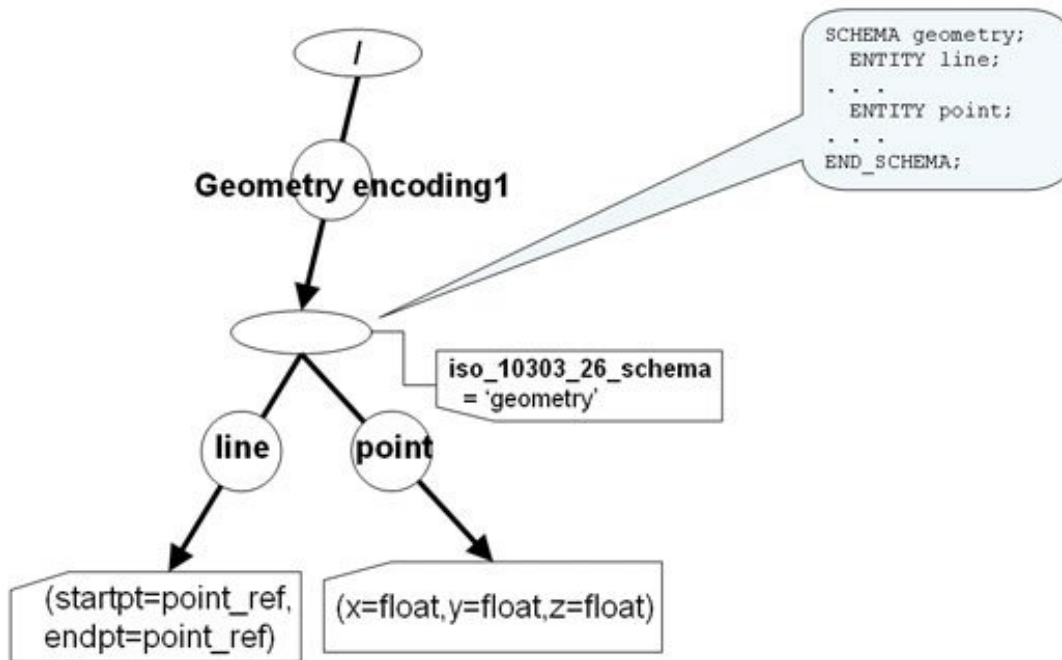 /
SCHEMA geometry;
ENTITY line;
. . .
ENTITY point;
. . .
END_SCHEMA;
Geometry encoding1
iso_10303_26_schema
= ‘geometry’
line
point
(startpt=point_ref,
endpt=point_ref)
(x=float,y=float,z=float)